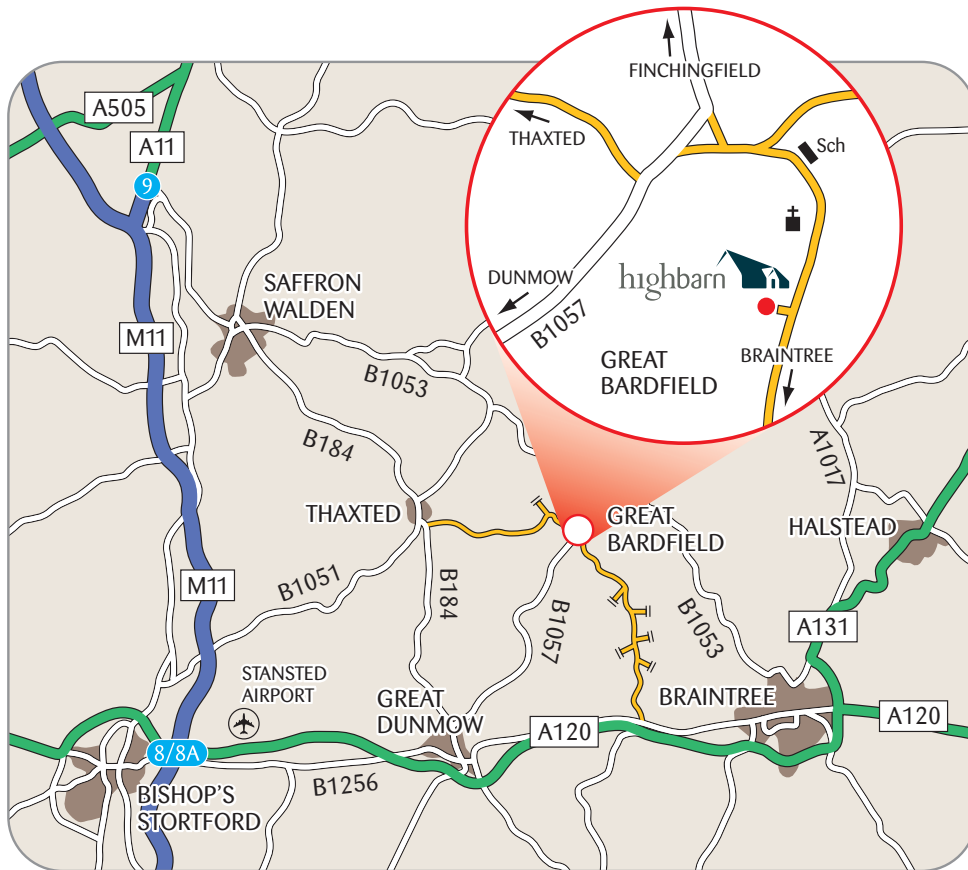 FINCHINGFIELD
THAXTED
Sch
DUNMOW
highbarn
B1057
GREAT
BARDFIELD
BRAINTREE
A505
A11
9
SAFFRON
WALDEN
M11
B1053
B184
A1017
THAXTED
GREAT
BARDFIELD
HALSTEAD
M11
B1051
B184
B1057
B1053
A131
STANSTED
AIRPORT
GREAT
DUNMOW
BRAINTREE
A120
A120
8/8A
B1256
BISHOP'S
STORTFORD